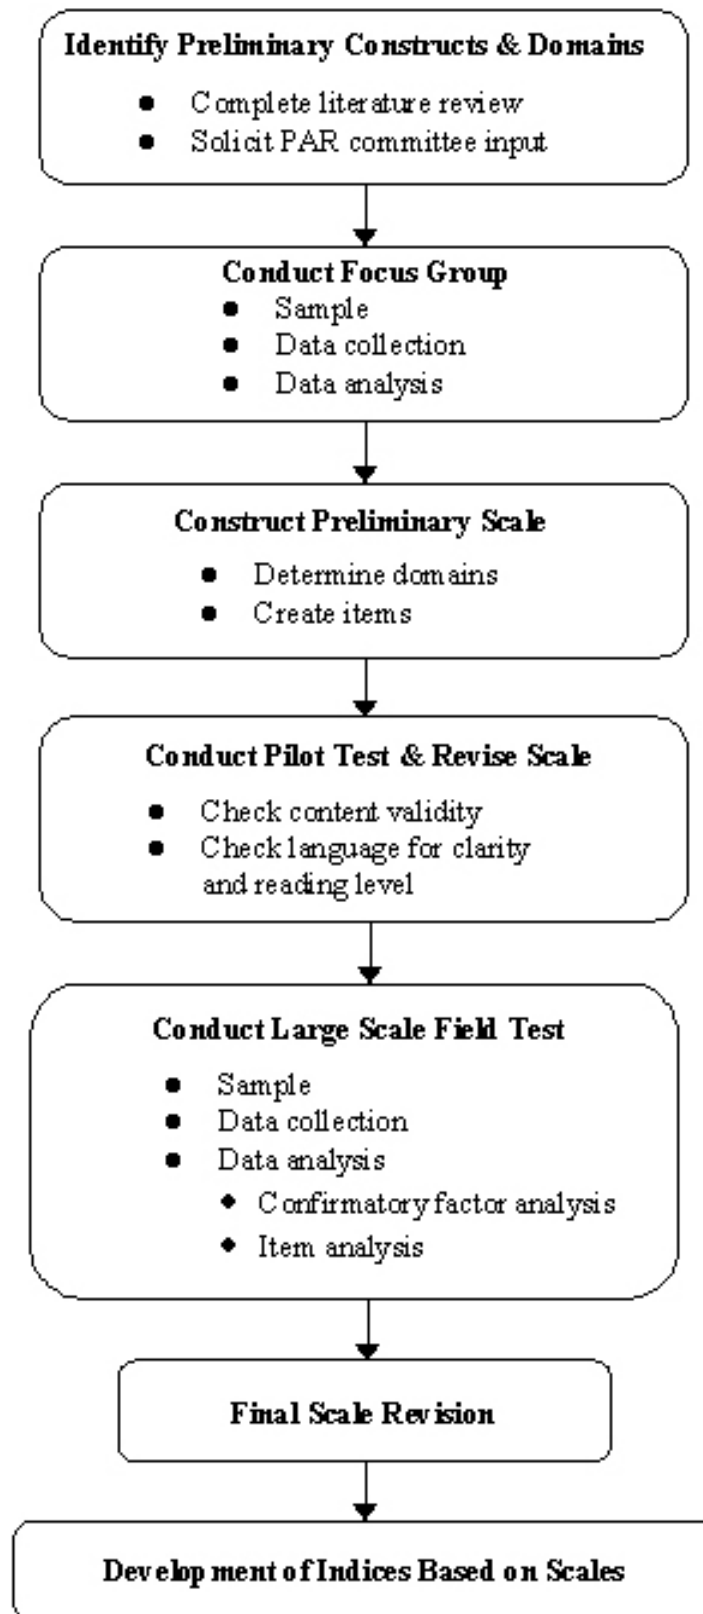 Identify Preliminary Constructs & Domains
● Complete literature review
● Solicit PAR committee input
Conduct Focus Group
● Sample
● Data collection
● Data analysis
Construct Preliminary Scale
● Determine domains
● Create items
Conduct Pilot Test & Revise Scale
● Check content validity
● Check language for clarity
and reading level
Conduct Large Scale Field Test
● Sample
● Data collection
● Data analysis
◆ Confirmatory factor analysis
◆ Item analysis
Final Scale Revision
Development of Indices Based on Scales